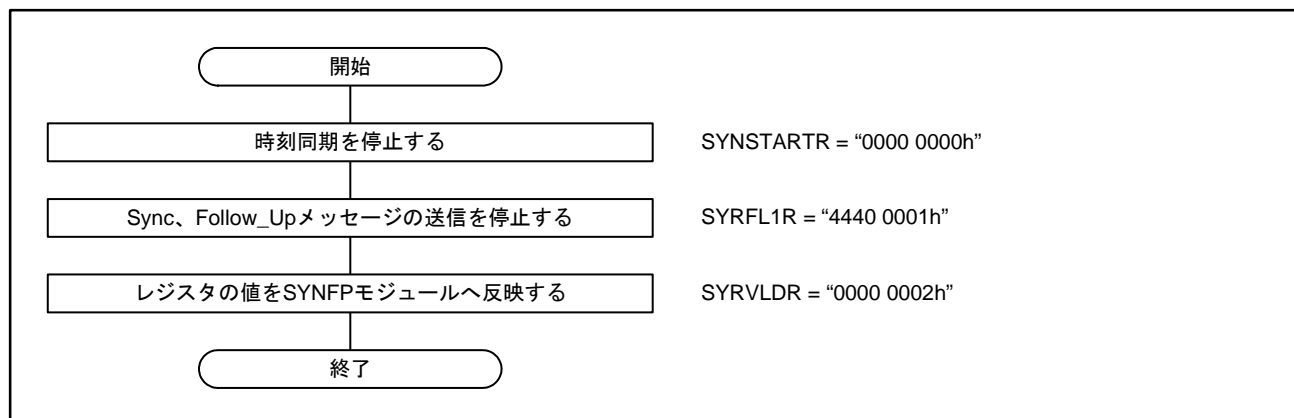 開始
時刻同期を停止する SYNSTARTR = “0000 0000h”
Sync、Follow_Upメッセージの送信を停止する SYRFL1R = “4440 0001h”
レジスタの値をSYNFPモジュールへ反映する SYRVLDR = “0000 0002h”
終了